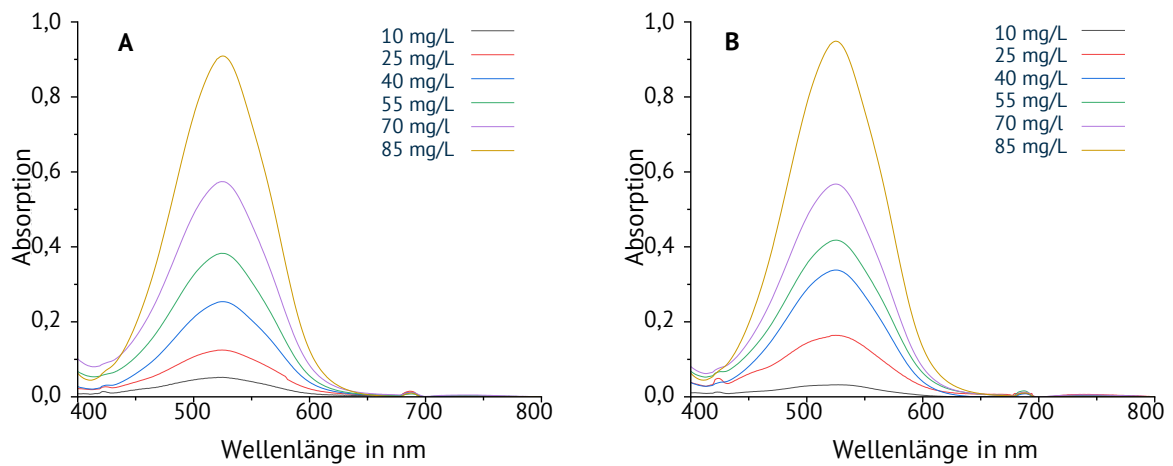 A
Absorption
1,0
0,8
0,6
0,4
0,2
0,0
10 mg/L
25 mg/L
40 mg/L
55 mg/L
70 mg/l
85 mg/L
400 500 600 700 800
Wellenlänge in nm
B
Absorption
1,0
0,8
0,6
0,4
0,2
0,0
10 mg/L
25 mg/L
40 mg/L
55 mg/L
70 mg/l
85 mg/L
400 500 600 700 800
Wellenlänge in nm